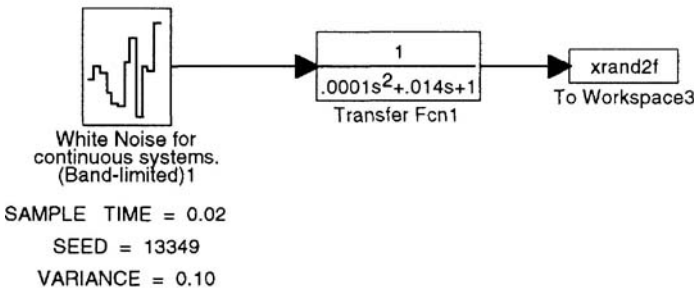 1
.0001s²+.014s+1
Transfer Fcn1
xrand2f
To Workspace3
White Noise for
continuous systems.
(Band-limited)1
SAMPLE TIME = 0.02
SEED = 13349
VARIANCE = 0.10